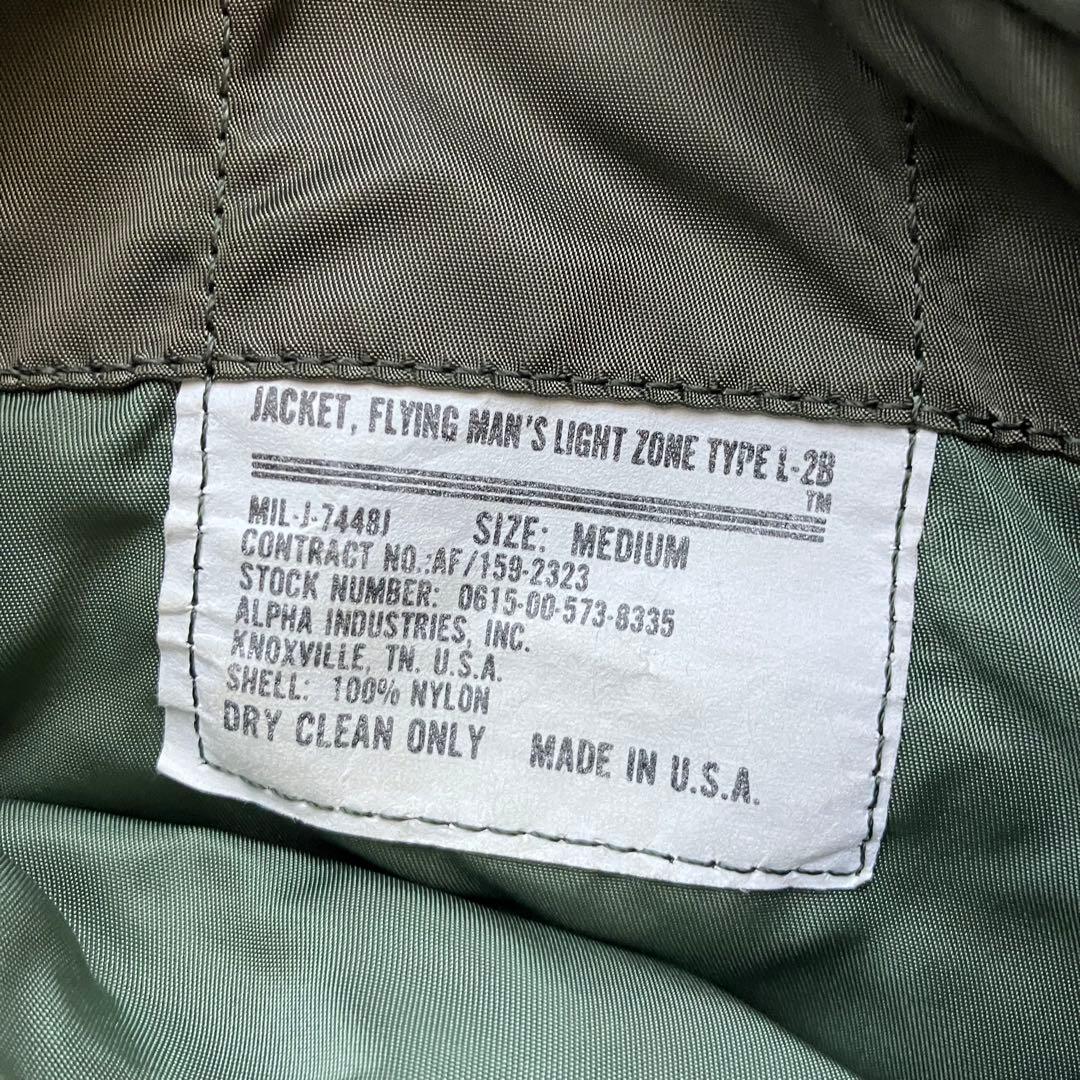 JACKET, FLYING MAN'S LIGHT ZONE TYPE L-2B
TM
MIL-J-7448J SIZE: MEDIUM
CONTRACT NO.:AF/159-2323
STOCK NUMBER: 0615-00-573-8335
ALPHA INDUSTRIES, INC.
KNOXVILLE, TN. U.S.A.
SHELL: 100% NYLON
DRY CLEAN ONLY MADE IN U.S.A.